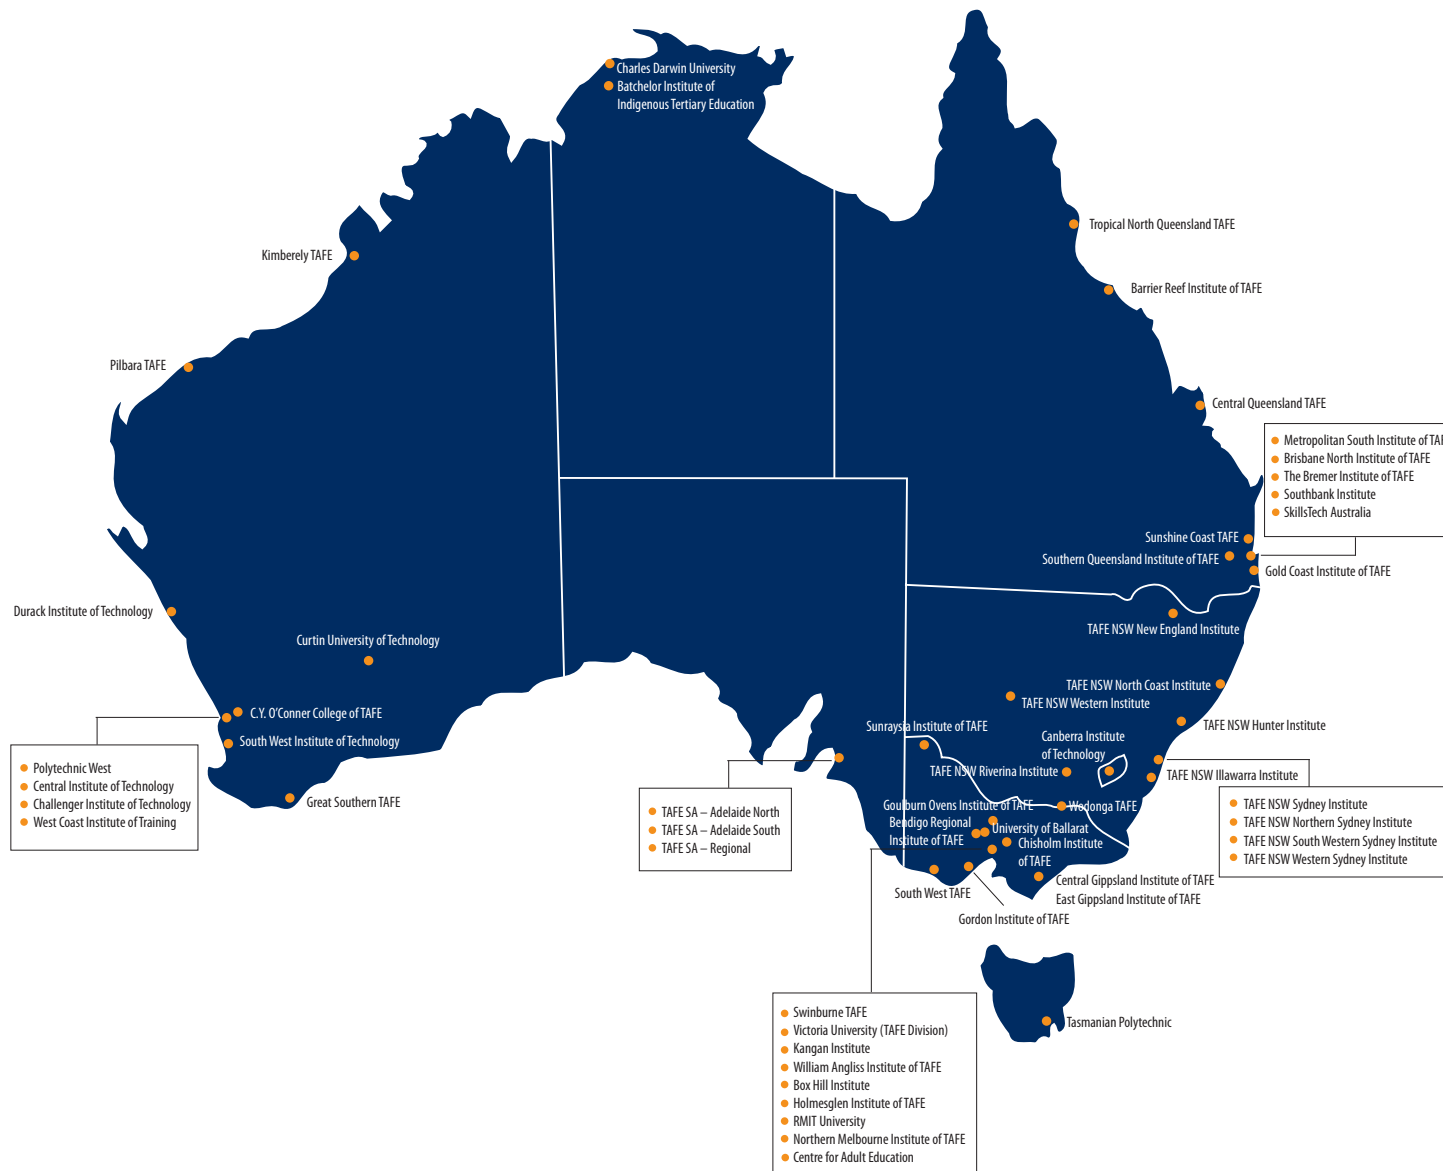 Charles Darwin University
Batchelor Institute of
Indigenous Tertiary Education
Tropical North Queensland TAFE
Kimberely TAFE
Barrier Reef Institute of TAFE
Pilbara TAFE
Central Queensland TAFE
Metropolitan South Institute of TAF
Brisbane North Institute of TAFE
The Bremer Institute of TAFE
Southbank Institute
SkillsTech Australia
Sunshine Coast TAFE
Southern Queensland Institute of TAFE
Gold Coast Institute of TAFE
Durack Institute of Technology
TAFE NSW New England Institute
Curtin University of Technology
TAFE NSW North Coast Institute
TAFE NSW Western Institute
C.Y. O'Conner College of TAFE
TAFE NSW Hunter Institute
Sunraysia Institute of TAFE
Canberra Institute
of Technology
South West Institute of Technology
Polytechnic West
Central Institute of Technology
Challenger Institute of Technology
West Coast Institute of Training
TAFE NSW Riverina Institute
TAFE NSW Illawarra Institute
Great Southern TAFE
TAFE SA – Adelaide North
TAFE SA – Adelaide South
TAFE SA – Regional
Goulburn Ovens Institute of TAFE
Wodonga TAFE
TAFE NSW Sydney Institute
TAFE NSW Northern Sydney Institute
TAFE NSW South Western Sydney Institute
TAFE NSW Western Sydney Institute
Bendigo Regional
Institute of TAFE
University of Ballarat
Chisholm Institute
of TAFE
South West TAFE
Central Gippsland Institute of TAFE
East Gippsland Institute of TAFE
Gordon Institute of TAFE
Swinburne TAFE
Victoria University (TAFE Division)
Kangan Institute
William Angliss Institute of TAFE
Box Hill Institute
Holmesglen Institute of TAFE
RMIT University
Northern Melbourne Institute of TAFE
Centre for Adult Education
Tasmanian Polytechnic